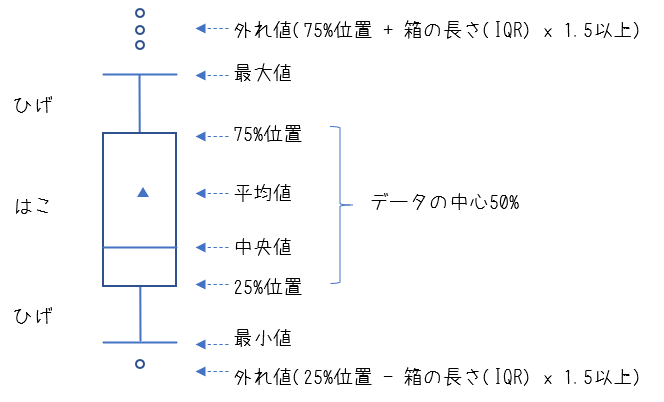 外れ値(75%位置 + 箱の長さ(IQR) x 1.5以上)
最大値
ひげ
75%位置
平均値
はこ
データの中心50%
中央値
25%位置
ひげ
最小値
外れ値(25%位置 - 箱の長さ(IQR) x 1.5以上)